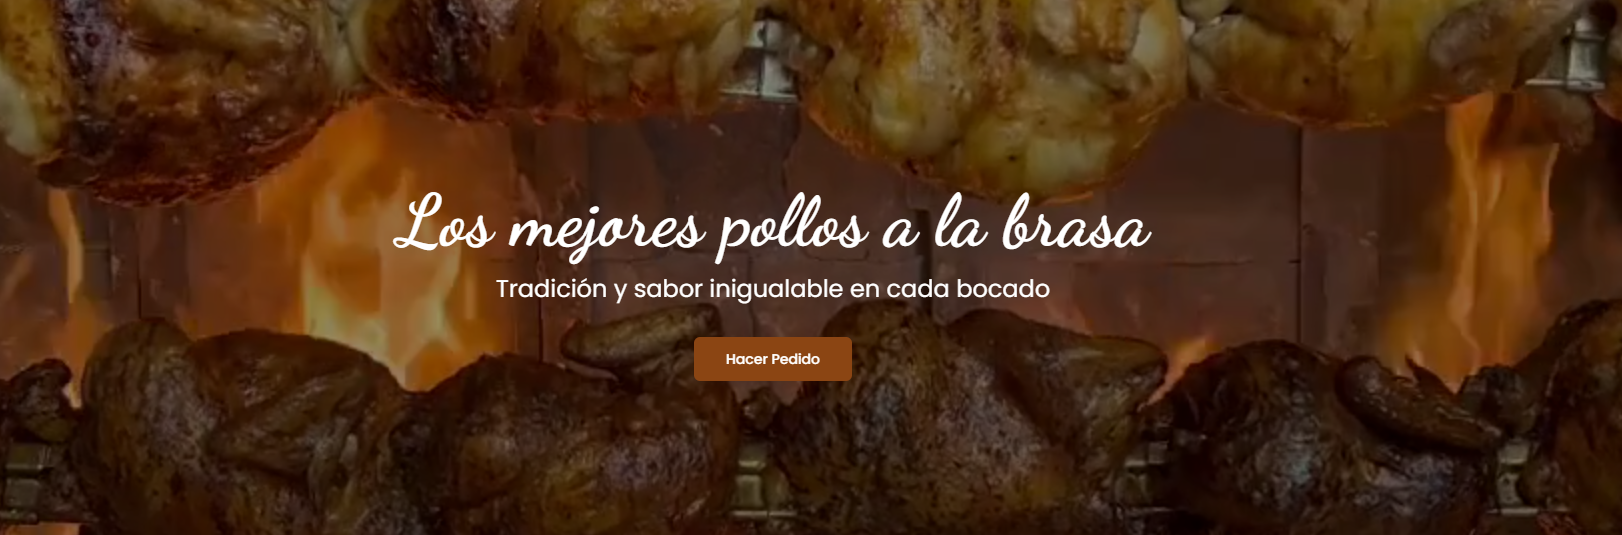 Los mejores pollos a la brasa
Tradición y sabor inigualable en cada bocado
Hacer Pedido